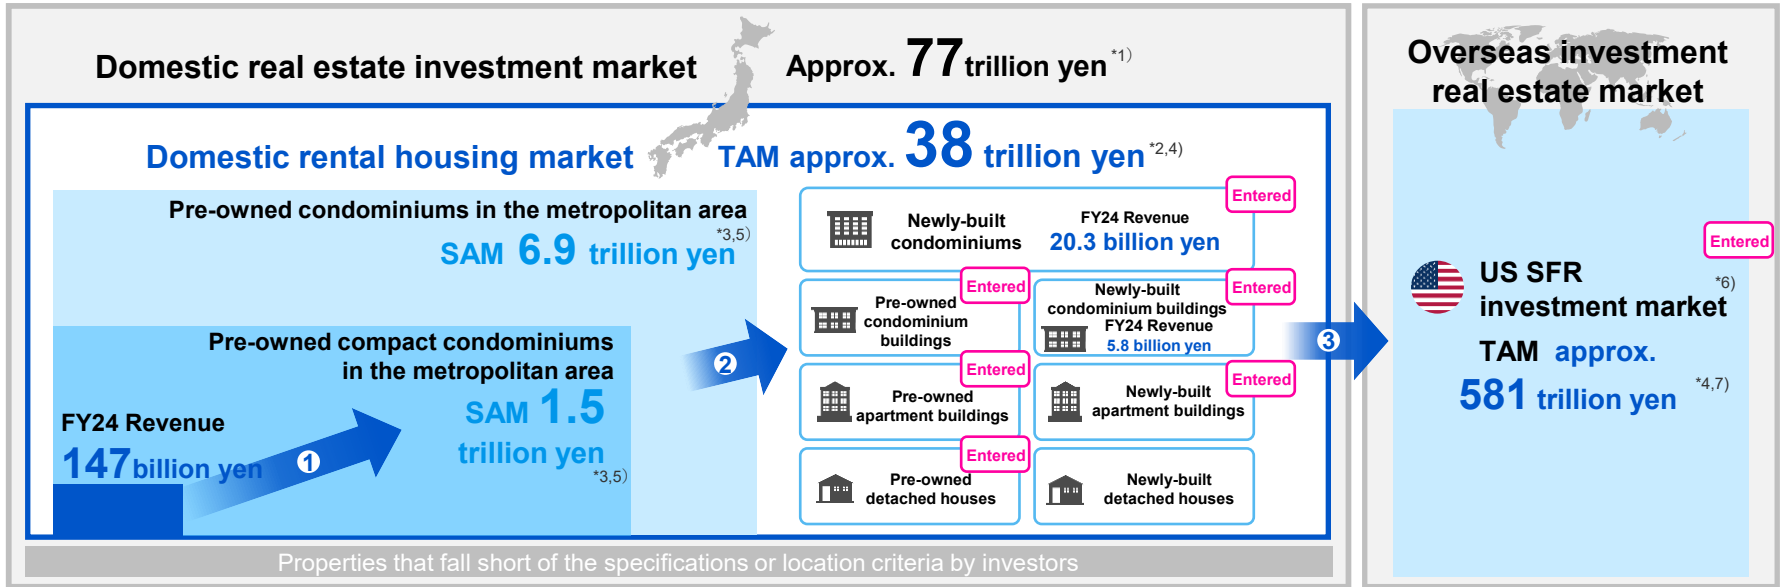 Domestic real estate investment market
Approx. 77 trillion yen *1)
Domestic rental housing market
TAM approx. 38 trillion yen *2,4)
Pre-owned condominiums in the metropolitan area
SAM 6.9 trillion yen *3,5)
Pre-owned compact condominiums
in the metropolitan area
SAM 1.5
trillion yen
*3,5)
FY24 Revenue
147 billion yen
1
2
Entered
Newly-built
condominiums
FY24 Revenue
20.3 billion yen
Entered
Pre-owned
condominium
buildings
Entered
Newly-built
condominium buildings
FY24 Revenue
5.8 billion yen
Entered
Pre-owned
apartment buildings
Entered
Newly-built
apartment buildings
Entered
Pre-owned
detached houses
Newly-built
detached houses
Properties that fall short of the specifications or location criteria by investors
3
Overseas investment
real estate market
Entered
US SFR
investment market *6)
TAM approx.
581 trillion yen *4,7)